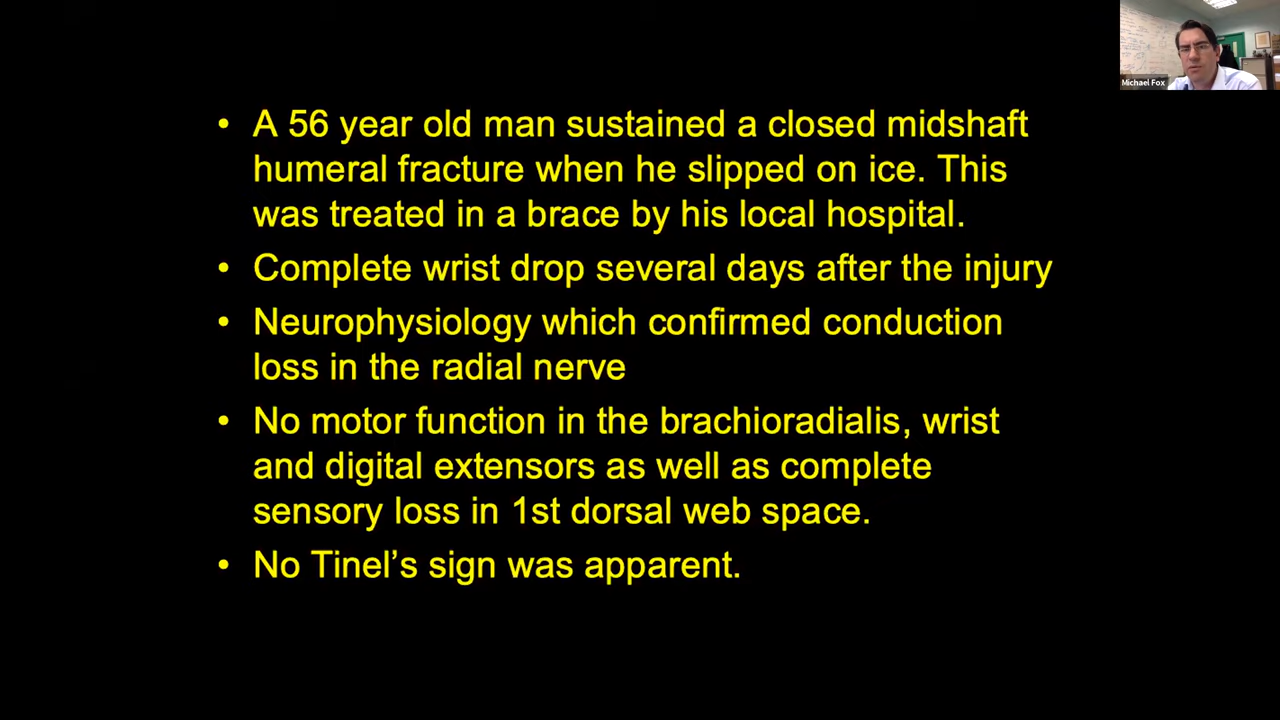 Michael Fox
• A 56 year old man sustained a closed midshaft
humeral fracture when he slipped on ice. This
was treated in a brace by his local hospital.
• Complete wrist drop several days after the injury
• Neurophysiology which confirmed conduction
loss in the radial nerve
• No motor function in the brachioradialis, wrist
and digital extensors as well as complete
sensory loss in 1st dorsal web space.
• No Tinel’s sign was apparent.